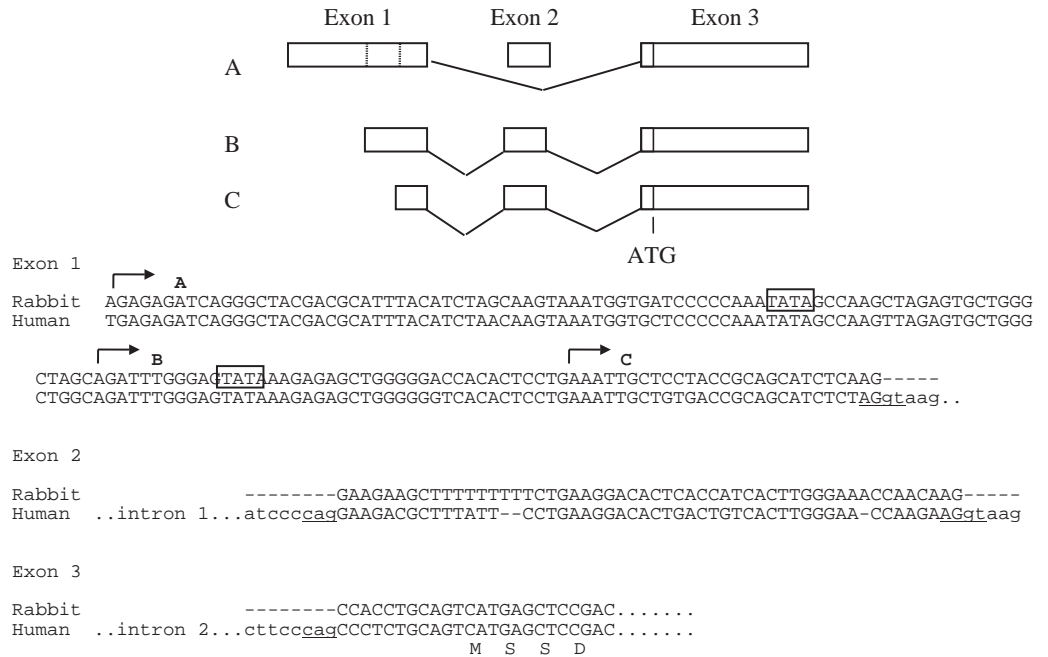 Exon 1 Exon 2 Exon 3
A
B
C
ATG
Exon 1
A
Rabbit AGAGAGATCAGGGCTACGACGCATTTACATCTAGCAAGTAAATGGTGATCCCCCAAATATAGCCAAGCTAGAGTGCTGGG
Human TGAGAGATCAGGGCTACGACGCATTTACATCTAACAAGTAAATGGTGCTCCCCCAAATATAGCCAAGTTAGAGTGCTGGG
B C
CTAGCAGATTTGGGAGTATAAAGAGAGCTGGGGGACCACACTCCTGAAATTGCTCCTACCGCAGCATCTCAAG-----
CTGGCAGATTTGGGAGTATAAAGAGAGCTGGGGGGTCACACTCCTGAAATTGCTGTGACCGCAGCATCTCTAGgtaag..
Exon 2
Rabbit --------GAAGAAGCTTTTTTTTTCTGAAGGACACTCACCATCACTTGGGAAACCAACAAG-----
Human ..intron 1...atccccagGAAGACGCTTTATT--CCTGAAGGACACTGACTGTCACTTGGGAA-CCAAGAAGgtaag
Exon 3
Rabbit --------CCACCTGCAGTCATGAGCTCCGAC.......
Human ..intron 2...cttcccagCCCTCTGCAGTCATGAGCTCCGAC.......
M S S D